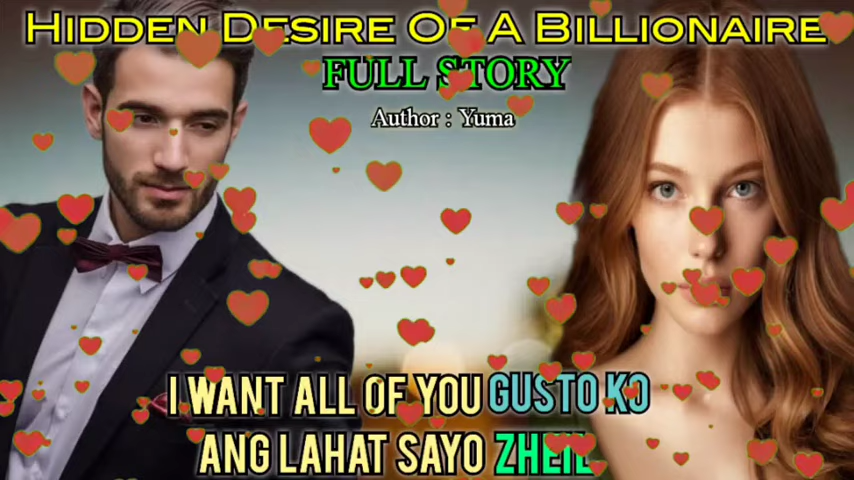 HIDDEN DESIRE OF A BILLIONAIRE
FULL STORY
Author : Yuma
I WANT ALL OF YOU GUSTO KO
ANG LAHAT SAYO